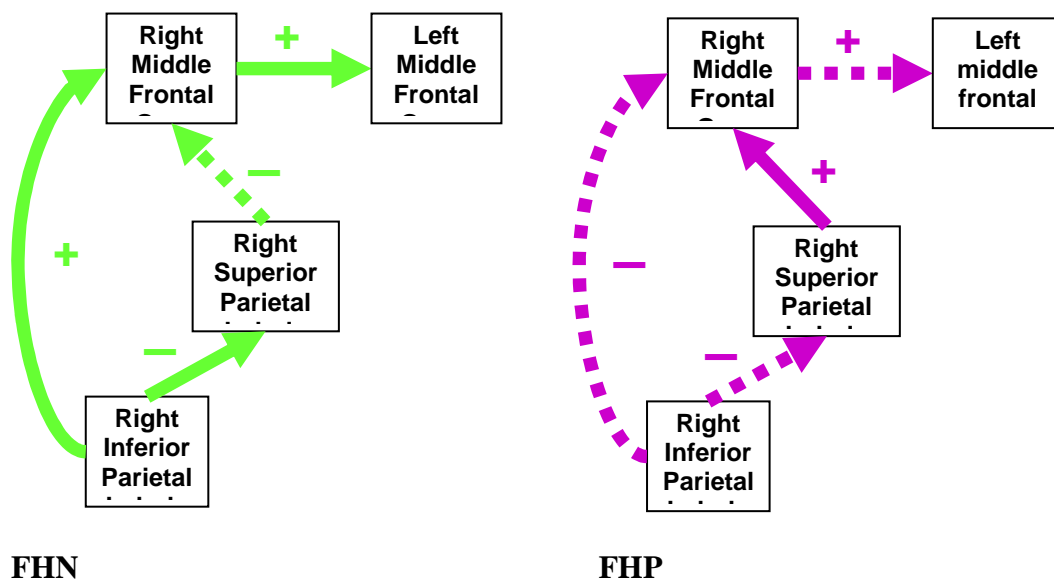 Right
Middle
Frontal
+
Left
Middle
Frontal
—
+
Right
Superior
Parietal
—
Right
Inferior
Parietal
FHN
Right
Middle
Frontal
+
Left
middle
frontal
+
—
Right
Superior
Parietal
—
Right
Inferior
Parietal
FHP